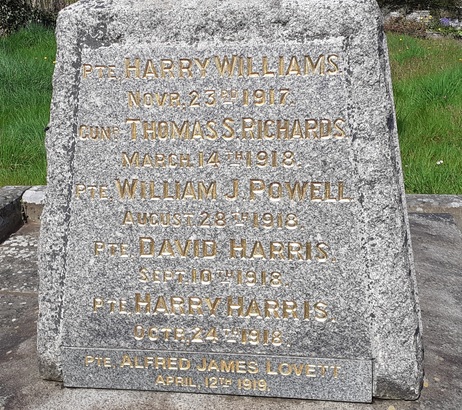 PTE HARRY WILLIAMS.
NOVR. 23RD 1917.
GUNR THOMAS S. RICHARDS.
MARCH. 14TH 1918.
PTE WILLIAM J. POWELL.
AUGUST. 28TH 1918.
PTE DAVID HARRIS.
SEPT. 10TH 1918.
PTE HARRY HARRIS.
OCTR. 24TH 1918.
PTE. ALFRED JAMES LOVETT
APRIL. 12TH 1919.